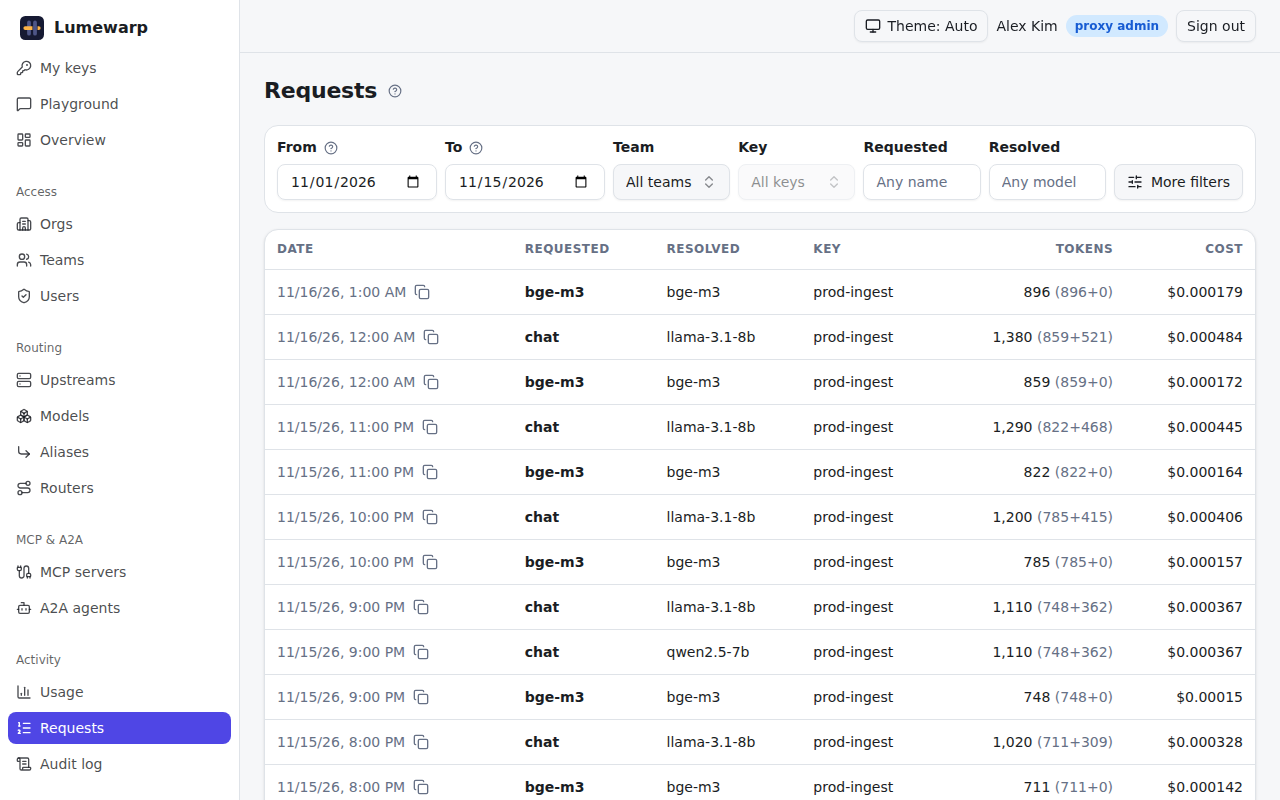 Lumewarp
My keys
Playground
Overview
Access
Orgs
Teams
Users
Routing
Upstreams
Models
Aliases
Routers
MCP & A2A
MCP servers
A2A agents
Activity
Usage
Requests
Audit log
Theme: Auto Alex Kim proxy admin Sign out
Requests
From To Team Key Requested Resolved
11/01/2026 11/15/2026 All teams All keys Any name Any model More filters
DATE REQUESTED RESOLVED KEY TOKENS COST
11/16/26, 1:00 AM bge-m3 bge-m3 prod-ingest 896 (896+0) $0.000179
11/16/26, 12:00 AM chat llama-3.1-8b prod-ingest 1,380 (859+521) $0.000484
11/16/26, 12:00 AM bge-m3 bge-m3 prod-ingest 859 (859+0) $0.000172
11/15/26, 11:00 PM chat llama-3.1-8b prod-ingest 1,290 (822+468) $0.000445
11/15/26, 11:00 PM bge-m3 bge-m3 prod-ingest 822 (822+0) $0.000164
11/15/26, 10:00 PM chat llama-3.1-8b prod-ingest 1,200 (785+415) $0.000406
11/15/26, 10:00 PM bge-m3 bge-m3 prod-ingest 785 (785+0) $0.000157
11/15/26, 9:00 PM chat llama-3.1-8b prod-ingest 1,110 (748+362) $0.000367
11/15/26, 9:00 PM chat qwen2.5-7b prod-ingest 1,110 (748+362) $0.000367
11/15/26, 9:00 PM bge-m3 bge-m3 prod-ingest 748 (748+0) $0.00015
11/15/26, 8:00 PM chat llama-3.1-8b prod-ingest 1,020 (711+309) $0.000328
11/15/26, 8:00 PM bge-m3 bge-m3 prod-ingest 711 (711+0) $0.000142